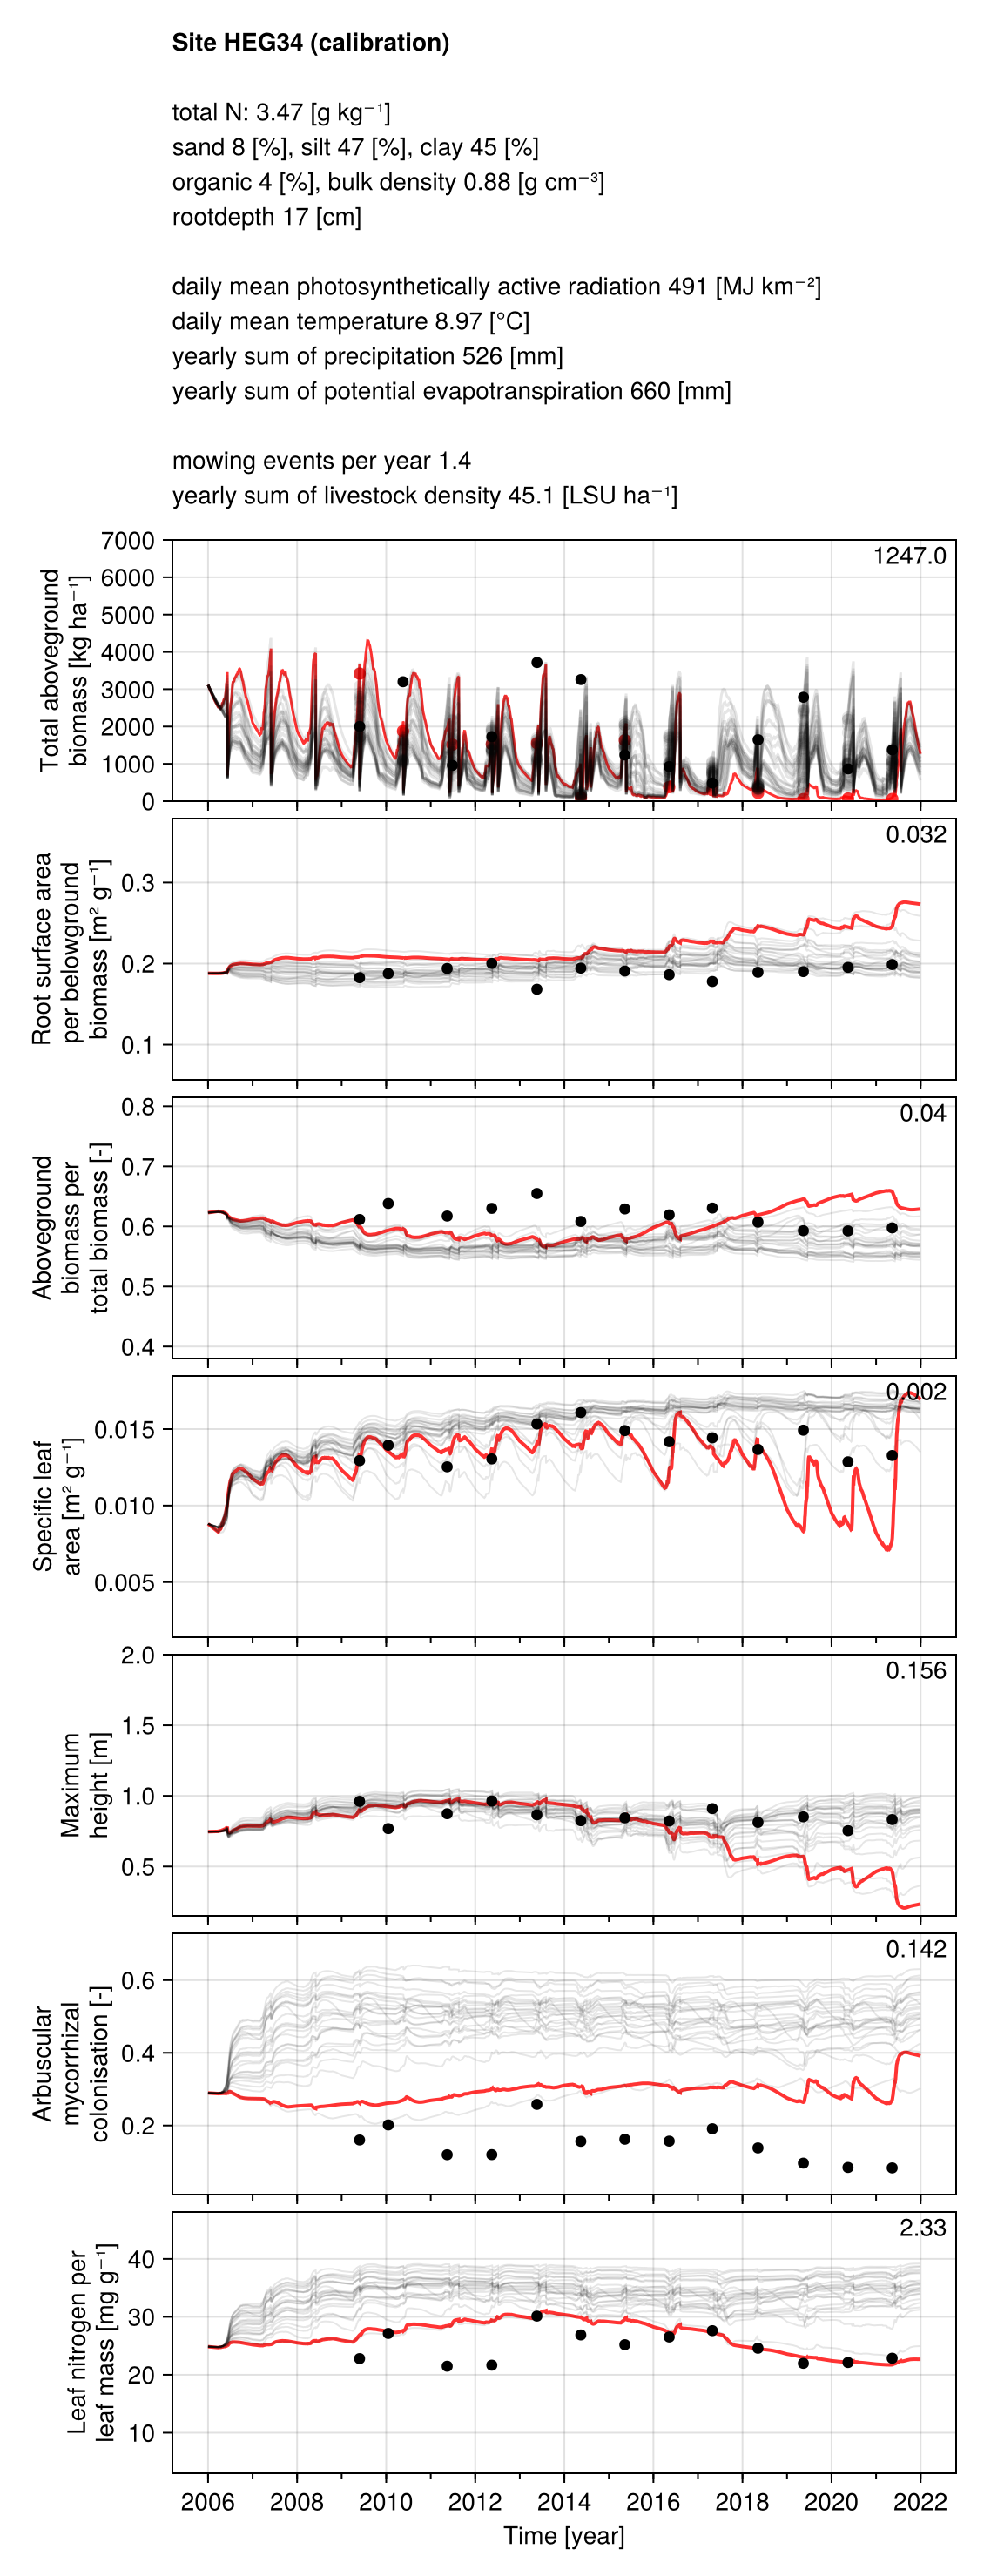 Site HEG34 (calibration)
total N: 3.47 [g kg⁻¹]
sand 8 [%], silt 47 [%], clay 45 [%]
organic 4 [%], bulk density 0.88 [g cm⁻³]
rootdepth 17 [cm]
daily mean photosynthetically active radiation 491 [MJ km⁻²]
daily mean temperature 8.97 [°C]
yearly sum of precipitation 526 [mm]
yearly sum of potential evapotranspiration 660 [mm]
mowing events per year 1.4
yearly sum of livestock density 45.1 [LSU ha⁻¹]
Total aboveground
biomass [kg ha⁻¹]
7000
6000
5000
4000
3000
2000
1000
0
1247.0
Root surface area
per belowground
biomass [m² g⁻¹]
0.3
0.2
0.1
0.032
Aboveground
biomass per
total biomass [-]
0.8
0.7
0.6
0.5
0.4
0.04
Specific leaf
area [m² g⁻¹]
0.015
0.010
0.005
0.002
Maximum
height [m]
2.0
1.5
1.0
0.5
0.156
Arbuscular
mycorrhizal
colonisation [-]
0.6
0.4
0.2
0.142
Leaf nitrogen per
leaf mass [mg g⁻¹]
40
30
20
10
2.33
2006 2008 2010 2012 2014 2016 2018 2020 2022
Time [year]